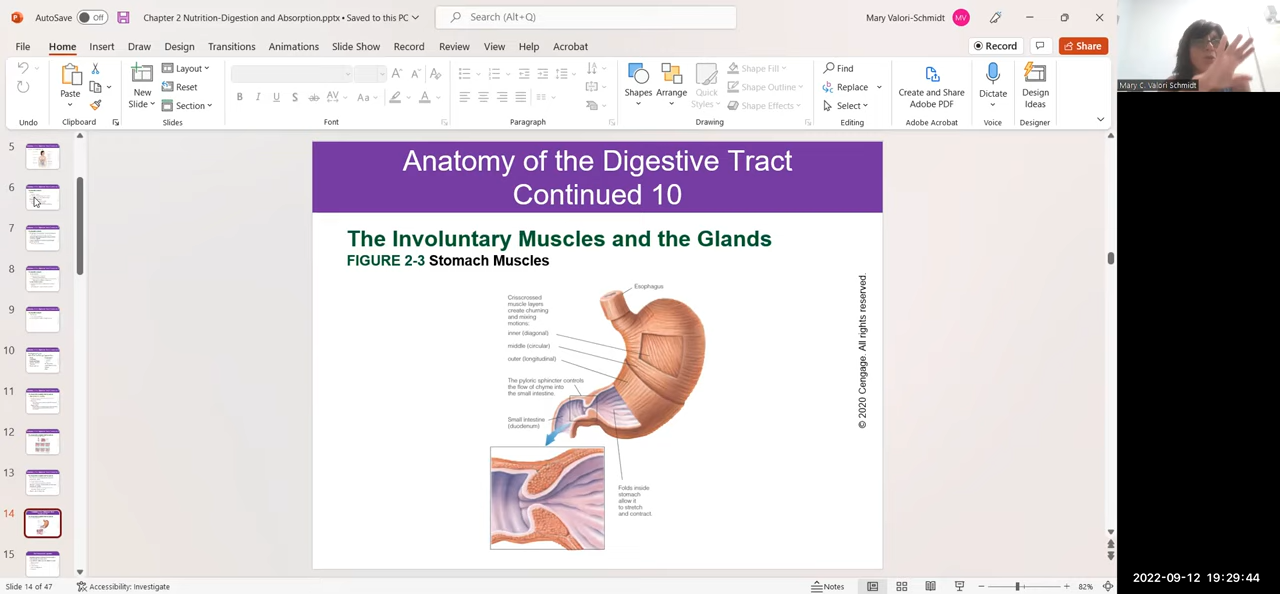 AutoSave Off Chapter 2 Nutrition-Digestion and Absorption.pptx • Saved to this PC Search (Alt+Q) Mary Valori-Schmidt MV
File Home Insert Draw Design Transitions Animations Slide Show Record Review View Help Acrobat Record Share
Paste
Clipboard
Undo
New
Slide
Layout
Reset
Section
Slides
B I U S ab AV Aa A
Font
Paragraph
Shapes
Arrange
Quick
Styles
Shape Fill
Shape Outline
Shape Effects
Drawing
Find
Replace
Select
Editing
Create and Share
Adobe PDF
Adobe Acrobat
Dictate
Voice
Design
Ideas
Designer
Mary C. Valori Schmidt
5
6
7
8
9
10
11
12
13
14
15
Anatomy of the Digestive Tract
Continued 10
The Involuntary Muscles and the Glands
FIGURE 2-3 Stomach Muscles
Esophagus
Crisscrossed
muscle layers
create churning
and mixing
motions:
inner (diagonal)
middle (circular)
outer (longitudinal)
The pyloric sphincter controls
the flow of chyme into
the small intestine.
Small intestine
(duodenum)
Folds inside
stomach
allow it
to stretch
and contract.
© 2020 Cengage. All rights reserved.
Slide 14 of 47 Accessibility: Investigate Notes 82%
2022-09-12 19:29:44